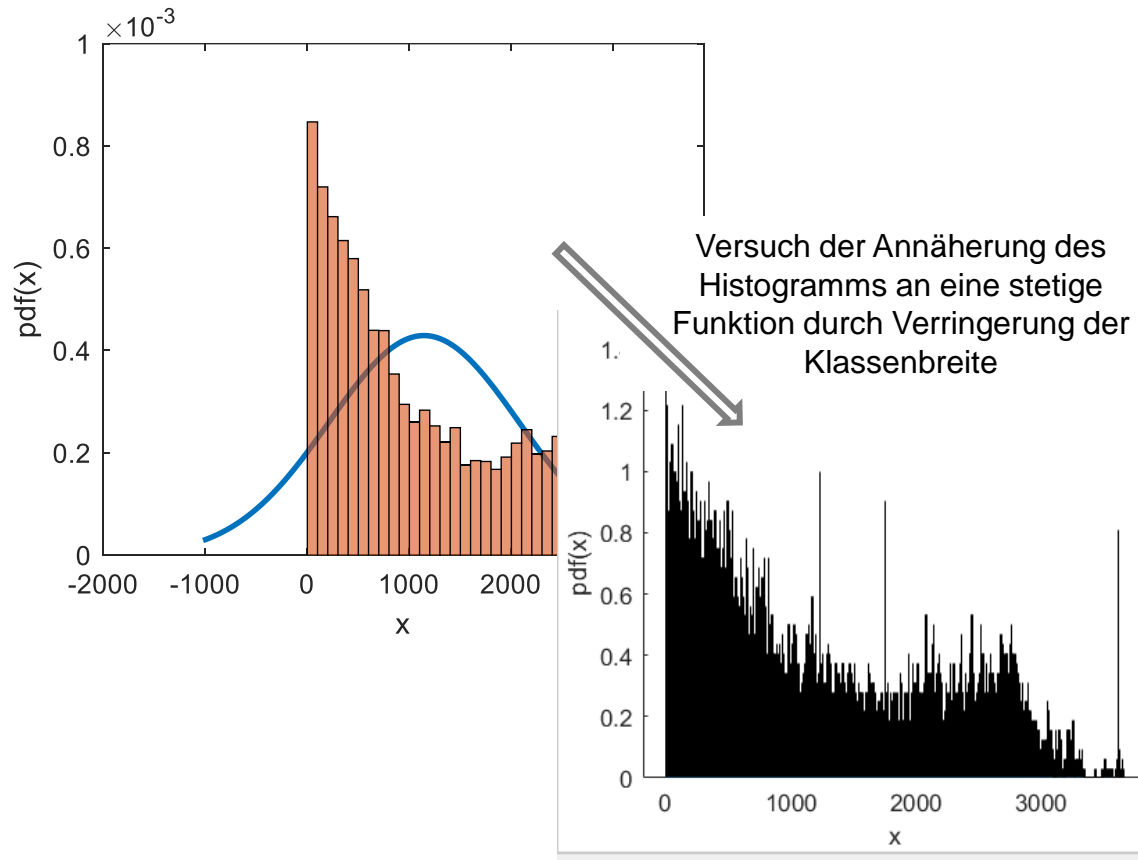 ×10-3
1
0.8
0.6
0.4
0.2
0
-2000 -1000 0 1000 2000
x
pdf(x)
Versuch der Annäherung des
Histogramms an eine stetige
Funktion durch Verringerung der
Klassenbreite
1.
1.2
1
0.8
0.6
0.4
0.2
0
0 1000 2000 3000
x
pdf(x)